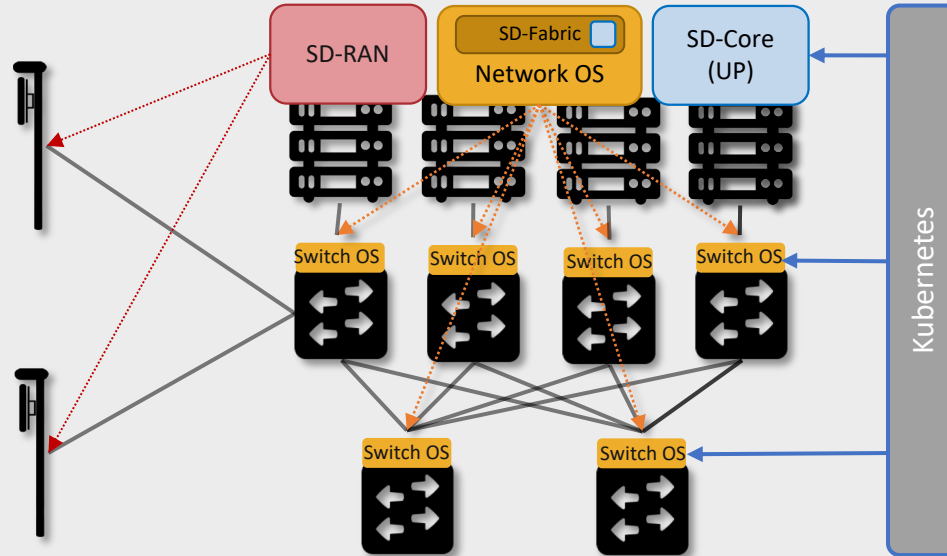 SD-RAN
SD-Fabric
Network OS
SD-Core
(UP)
Kubernetes
Switch OS
Switch OS
Switch OS
Switch OS
Switch OS
Switch OS